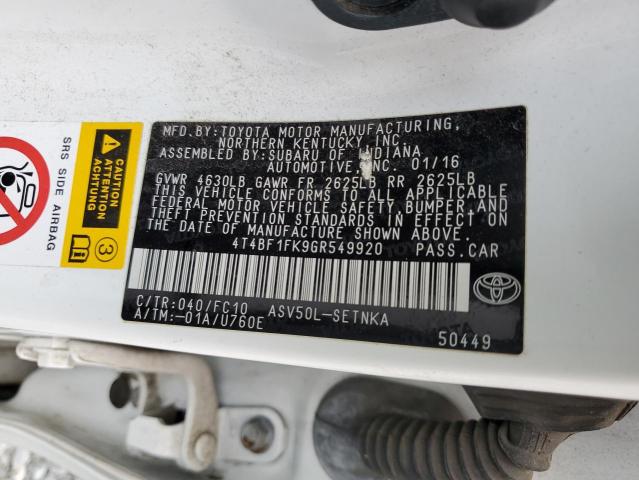 SRS SIDE AIRBAG
AIRBAG
ATTENTION /
ABORDANT
3
MFD.BY:TOYOTA MOTOR MANUFACTURING,
NORTHERN KENTUCKY,INC.
ASSEMBLED BY:SUBARU OF INDIANA
AUTOMOTIVE, INC. 01/16
GVWR 4630LB GAWR FR 2625LB RR 2625LB
THIS VEHICLE CONFORMS TO ALL APPLICABLE
FEDERAL MOTOR VEHICLE SAFETY,BUMPER,AND
THEFT PREVENTION STANDARDS IN EFFECT ON
THE DATE OF MANUFACTURE SHOWN ABOVE.
4T4BF1FK9GR549920 PASS.CAR
C/TR:040/FC10 ASV50L-SETNKA
A/TM:-01A/U760E
50449